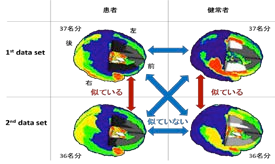 患者 健常者
37名分 左 37名分
1st data set
後 前
右
似ている 似ている
似ていない
2nd data set
36名分 36名分